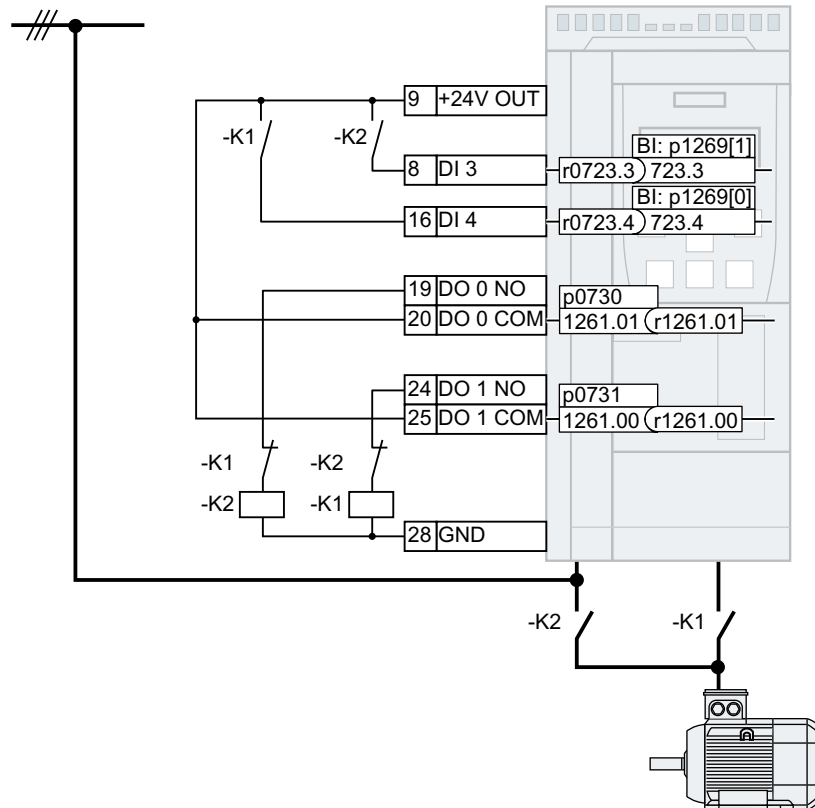 9 +24V OUT
-K1 -K2
BI: p1269[1]
8 DI 3 r0723.3 723.3
BI: p1269[0]
16 DI 4 r0723.4 723.4
19 DO 0 NO p0730
20 DO 0 COM 1261.01 r1261.01
24 DO 1 NO p0731
25 DO 1 COM 1261.00 r1261.00
-K1 -K2
-K2 -K1
28 GND
-K2 -K1